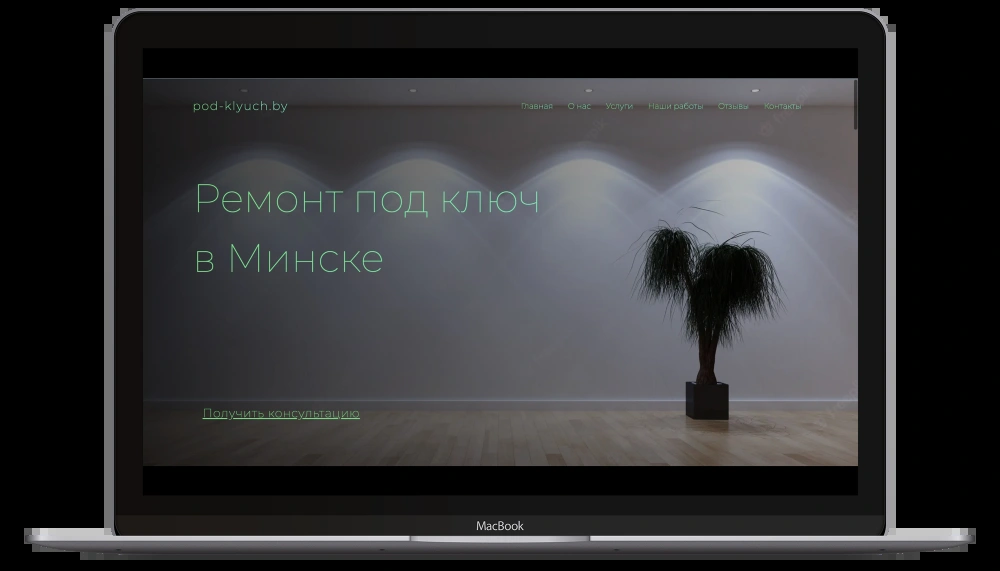 pod-klyuch.by
Главная О нас Услуги Наши работы Отзывы Контакты
Ремонт под ключ
в Минске
Получить консультацию
MacBook